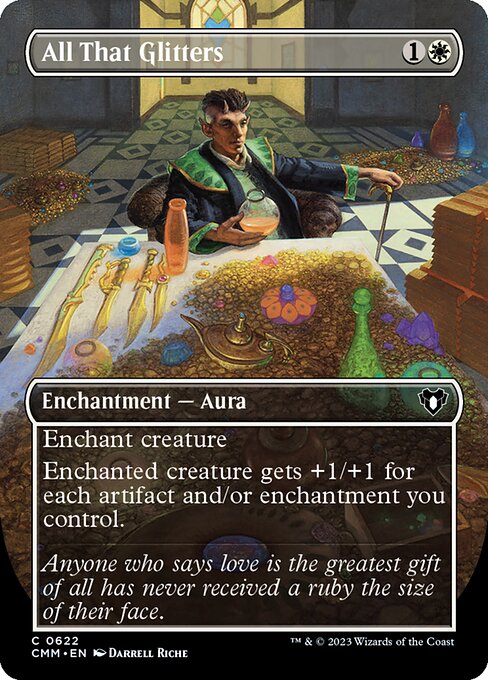 All That Glitters 1
Enchantment — Aura
Enchant creature
Enchanted creature gets +1/+1 for
each artifact and/or enchantment you
control.
Anyone who says love is the greatest gift
of all has never received a ruby the size
of their face.
C 0622
CMM • EN Darrell Riche
™ & © 2023 Wizards of the Coast